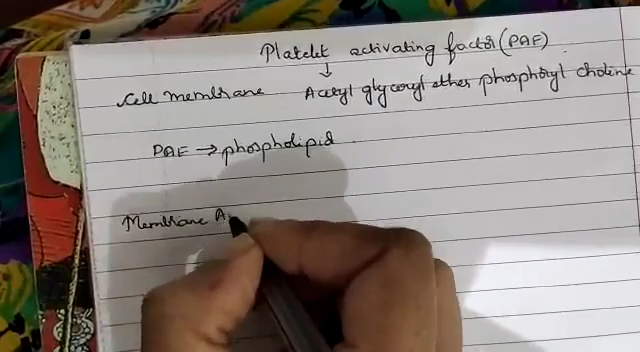 Platelet activating factor (PAF)
↓
Cell membrane Acetyl glyceryl ether phosphoryl choline
PAF → phospholipid
Membrane A